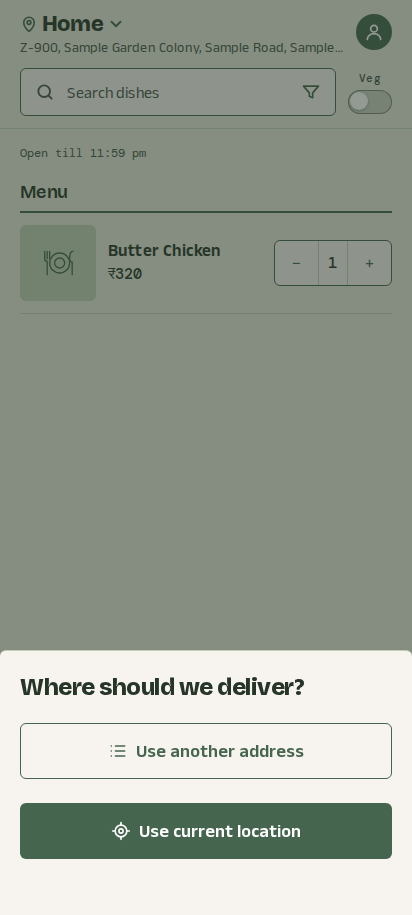 Home
Z-900, Sample Garden Colony, Sample Road, Sample...
Search dishes
Veg
Open till 11:59 pm
Menu
Butter Chicken
₹320
− 1 +
Where should we deliver?
Use another address
Use current location